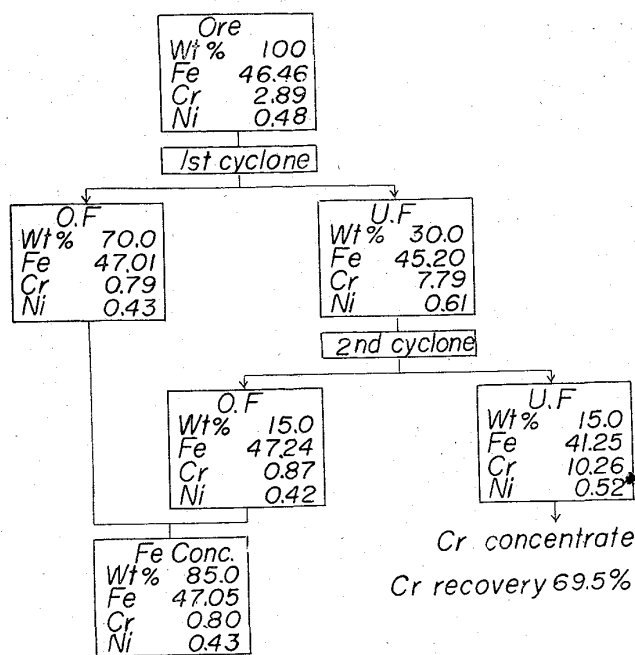 Ore
Wt% 100
Fe 46.46
Cr 2.89
Ni 0.48
1st cyclone
O.F
Wt% 70.0
Fe 47.01
Cr 0.79
Ni 0.43
U.F
Wt% 30.0
Fe 45.20
Cr 7.79
Ni 0.61
2nd cyclone
O.F
Wt% 15.0
Fe 47.24
Cr 0.87
Ni 0.42
U.F
Wt% 15.0
Fe 41.25
Cr 10.26
Ni 0.52
Cr concentrate
Cr recovery 69.5%
Fe Conc.
Wt% 85.0
Fe 47.05
Cr 0.80
Ni 0.43